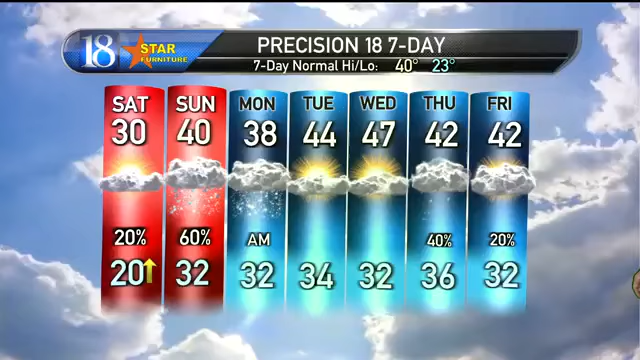 18 STAR FURNITURE
PRECISION 18 7-DAY
7-Day Normal Hi/Lo: 40° 23°
SAT SUN MON TUE WED THU FRI
30 40 38 44 47 42 42
20% 60% AM 40% 20%
20 32 32 34 32 36 32